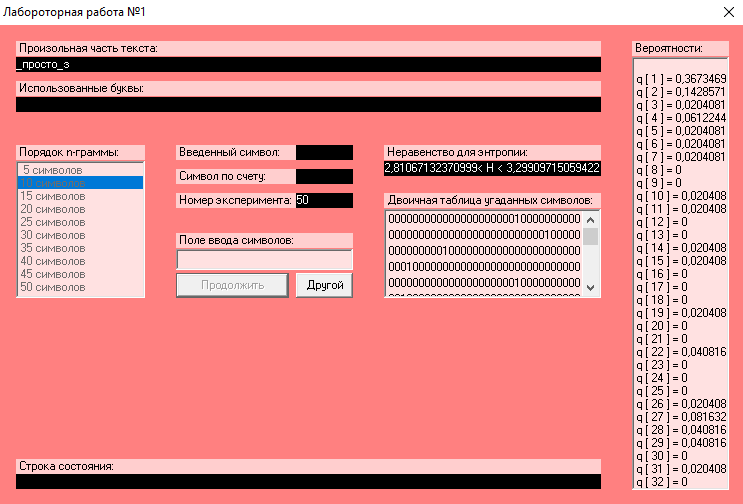 Лабороторная работа №1
Произольная часть текста:
_просто_э
Использованные буквы:
Порядок n-граммы:
5 символов
10 символов
15 символов
20 символов
25 символов
30 символов
35 символов
40 символов
45 символов
50 символов
Введенный символ:
Символ по счету:
Номер эксперимента: 50
Поле ввода символов:
Продолжить
Другой
Неравенство для энтропии:
2,81067132370999< H < 3,29909715059422
Двоичная таблица угаданных символов:
Вероятности:
q [ 1 ] = 0,3673469
q [ 2 ] = 0,1428571
q [ 3 ] = 0,0204081
q [ 4 ] = 0,0612244
q [ 5 ] = 0,0204081
q [ 6 ] = 0,0204081
q [ 7 ] = 0,0204081
q [ 8 ] = 0
q [ 9 ] = 0
q [ 10 ] = 0,020408
q [ 11 ] = 0,020408
q [ 12 ] = 0
q [ 13 ] = 0
q [ 14 ] = 0,020408
q [ 15 ] = 0,020408
q [ 16 ] = 0
q [ 17 ] = 0
q [ 18 ] = 0
q [ 19 ] = 0,020408
q [ 20 ] = 0
q [ 21 ] = 0
q [ 22 ] = 0,040816
q [ 23 ] = 0
q [ 24 ] = 0
q [ 25 ] = 0
q [ 26 ] = 0,020408
q [ 27 ] = 0,081632
q [ 28 ] = 0,040816
q [ 29 ] = 0,040816
q [ 30 ] = 0
q [ 31 ] = 0,020408
q [ 32 ] = 0
Строка состояния: